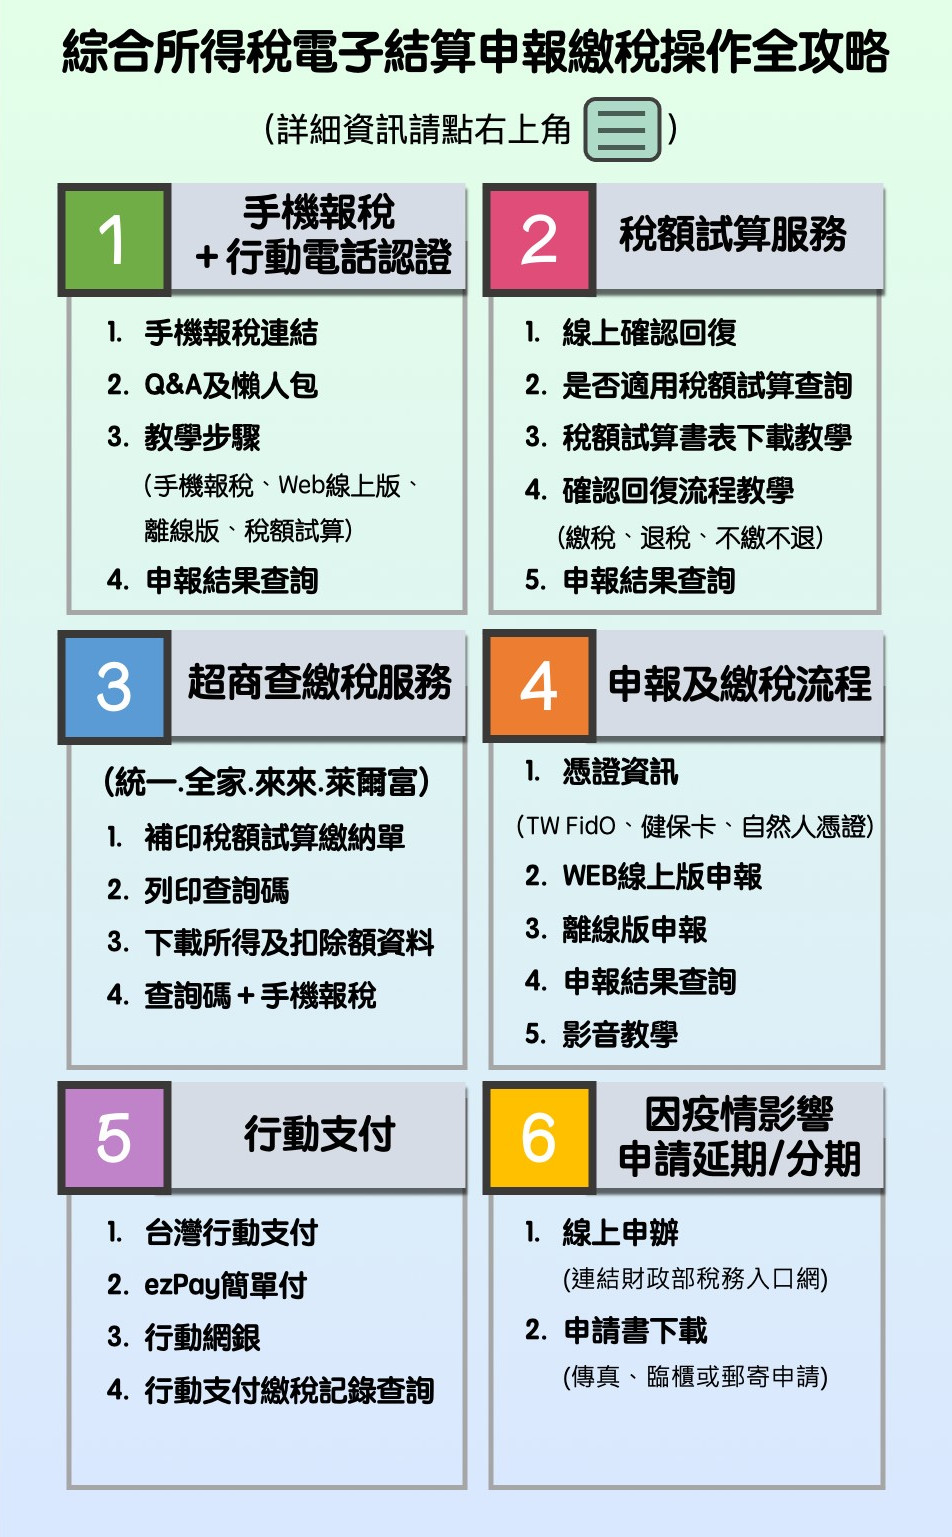 綜合所得稅電子結算申報繳稅操作全攻略
(詳細資訊請點右上角 )
1
手機報稅
+行動電話認證
1. 手機報稅連結
2. Q&A及懶人包
3. 教學步驟
(手機報稅、Web線上版、
離線版、稅額試算)
4. 申報結果查詢
2
稅額試算服務
1. 線上確認回復
2. 是否適用稅額試算查詢
3. 稅額試算書表下載教學
4. 確認回復流程教學
(繳稅、退稅、不繳不退)
5. 申報結果查詢
3
超商查繳稅服務
(統一.全家.來來.萊爾富)
1. 補印稅額試算繳納單
2. 列印查詢碼
3. 下載所得及扣除額資料
4. 查詢碼+手機報稅
4
申報及繳稅流程
1. 憑證資訊
(TW FidO、健保卡、自然人憑證)
2. WEB線上版申報
3. 離線版申報
4. 申報結果查詢
5. 影音教學
5
行動支付
1. 台灣行動支付
2. ezPay簡單付
3. 行動網銀
4. 行動支付繳稅記錄查詢
6
因疫情影響
申請延期/分期
1. 線上申辦
(連結財政部稅務入口網)
2. 申請書下載
(傳真、臨櫃或郵寄申請)